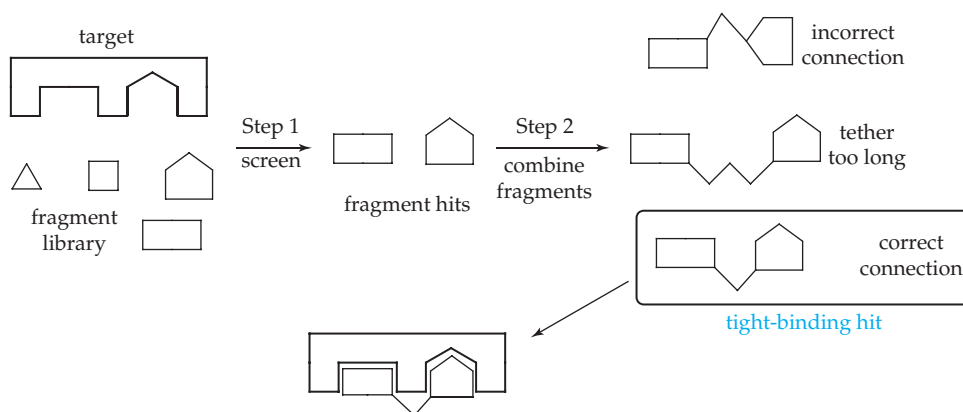 target
fragment
library
Step 1
screen
fragment hits
Step 2
combine
fragments
incorrect
connection
tether
too long
correct
connection
tight-binding hit